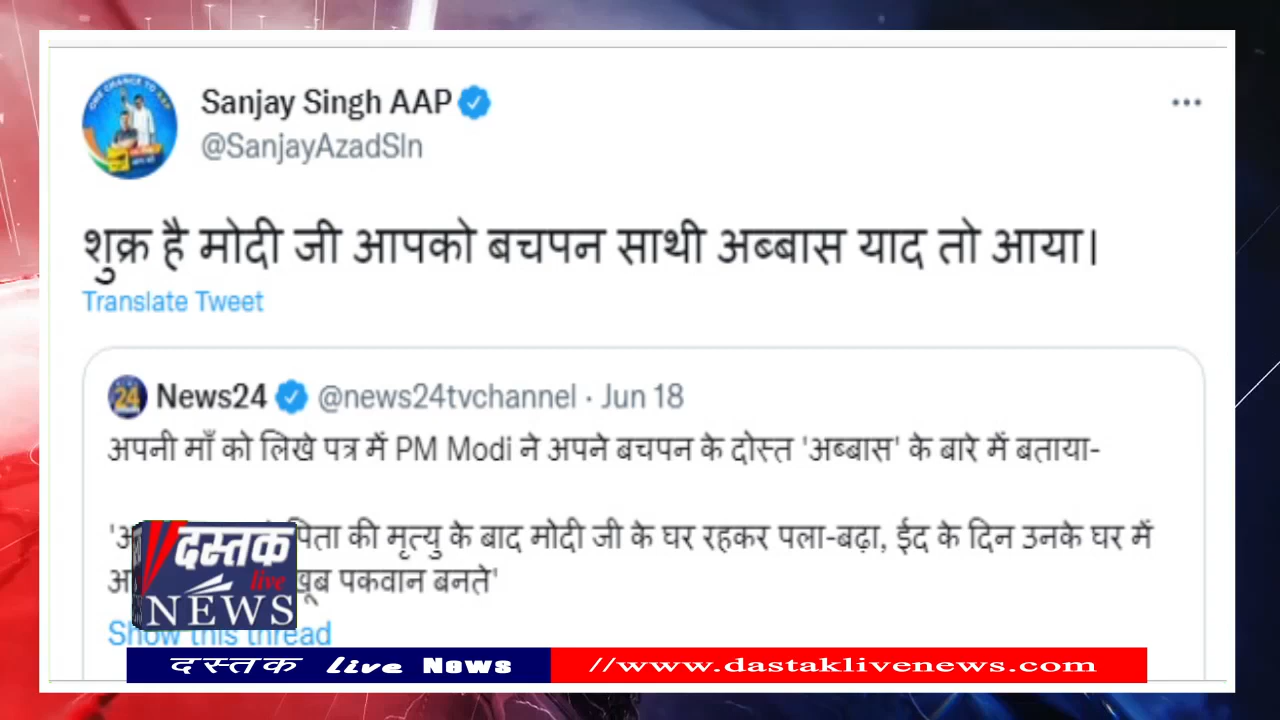 Sanjay Singh AAP
@SanjayAzadSln
शुक्र है मोदी जी आपको बचपन साथी अब्बास याद तो आया।
Translate Tweet
24 News24 @news24tvchannel · Jun 18
अपनी माँ को लिखे पत्र में PM Modi ने अपने बचपन के दोस्त 'अब्बास' के बारे में बताया-
पिता की मृत्यु के बाद मोदी जी के घर रहकर पला-बढ़ा, ईद के दिन उनके घर में
खूब पकवान बनते'
Show this thread
दस्तक
live
NEWS
दस्तक live News //www.dastaklivenews.com